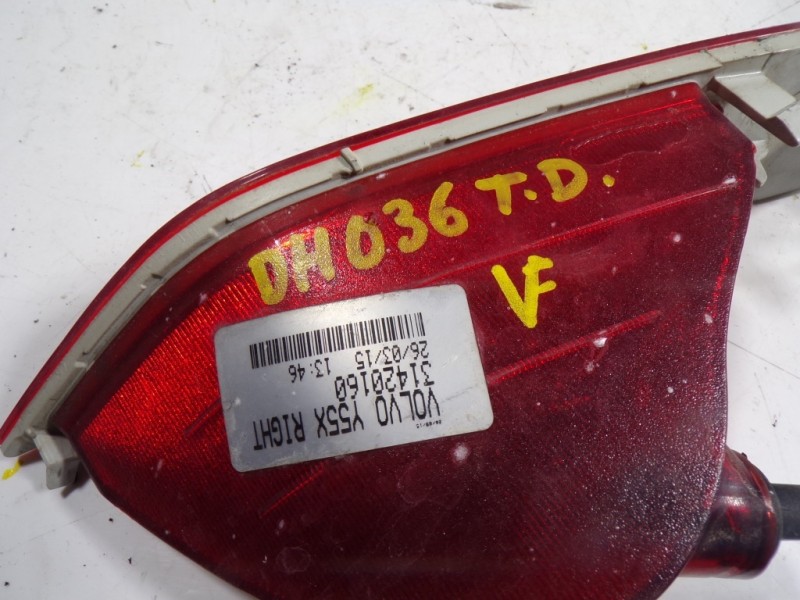 DH036 T.D.
VF
VOLVO Y55X RIGHT
31420160
26/03/15 13:46